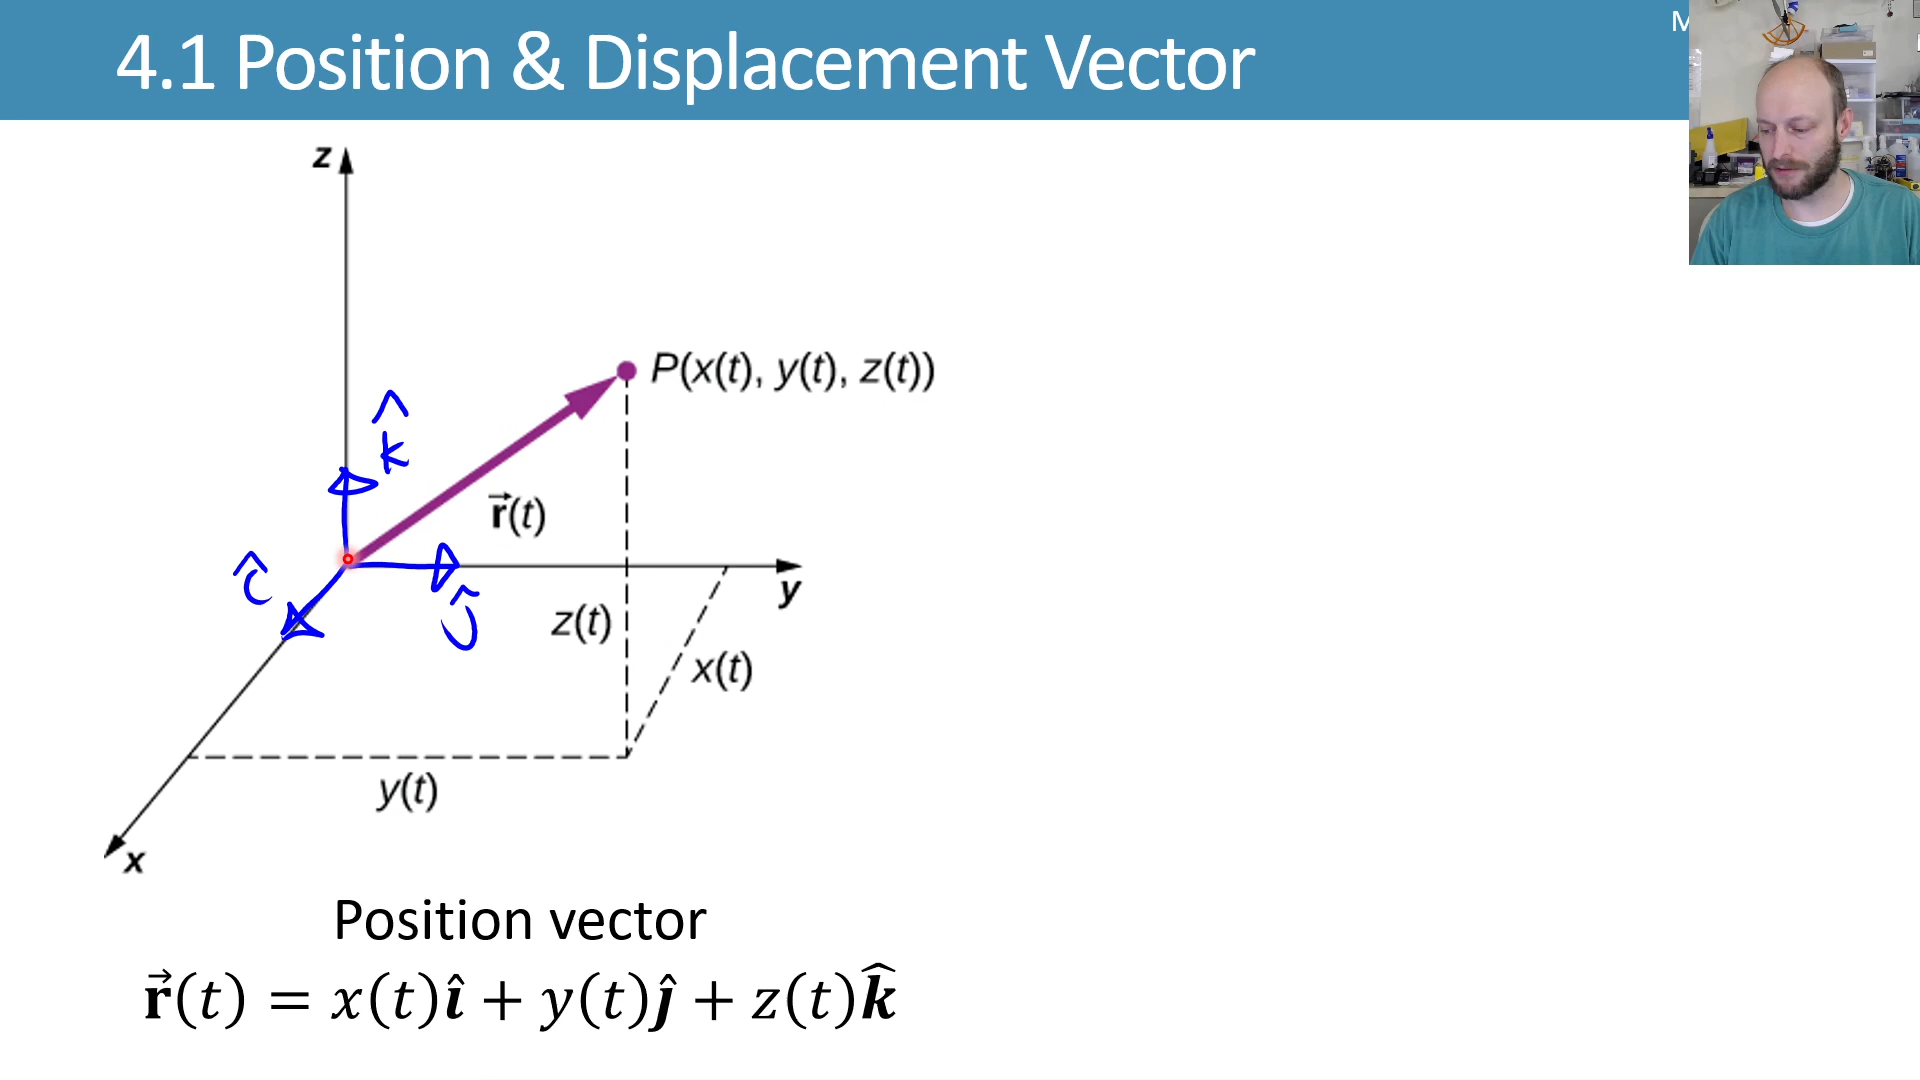 4.1 Position & Displacement Vector
M
z
P(x(t), y(t), z(t))
k̂
r⃗(t)
î
ĵ
y
z(t)
x(t)
y(t)
x
Position vector
r⃗(t) = x(t)î + y(t)ĵ + z(t)k̂